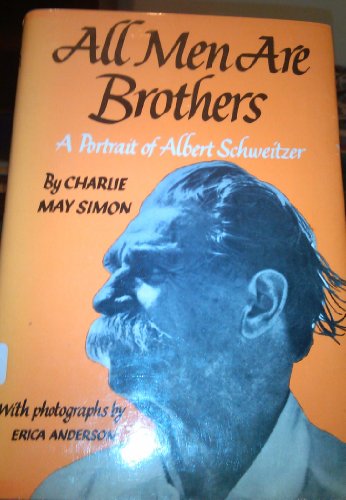 All Men Are
Brothers
A Portrait of Albert Schweitzer
By CHARLIE
MAY SIMON
With photographs by
ERICA ANDERSON